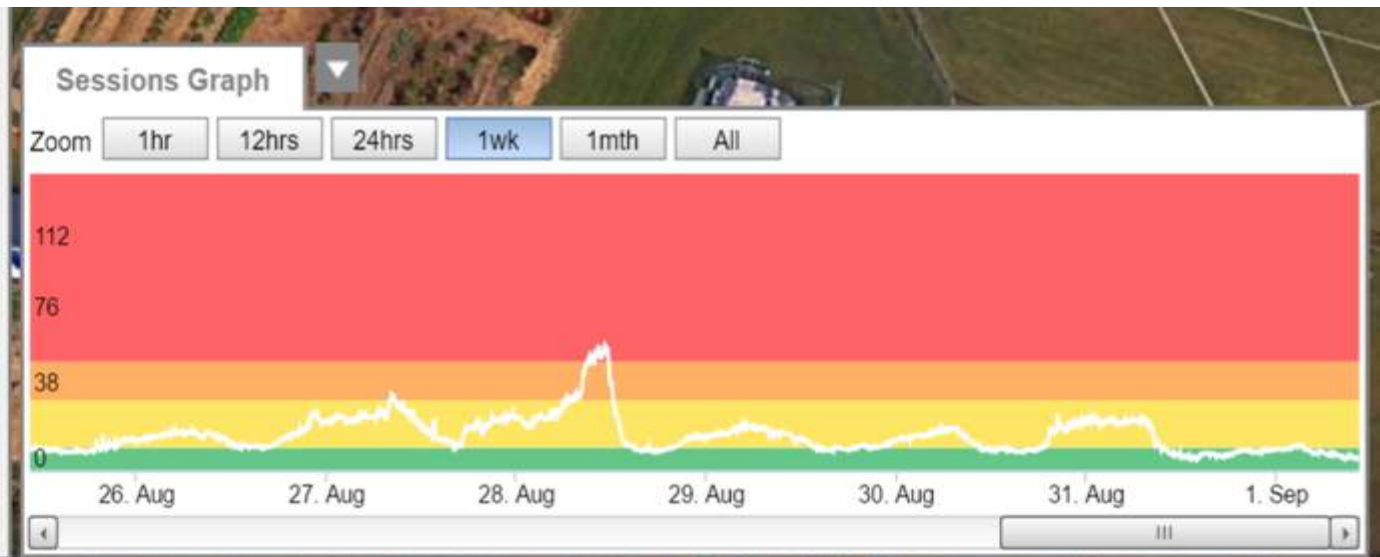 Sessions Graph
Zoom 1hr 12hrs 24hrs 1wk 1mth All
112
76
38
0
26. Aug 27. Aug 28. Aug 29. Aug 30. Aug 31. Aug 1. Sep